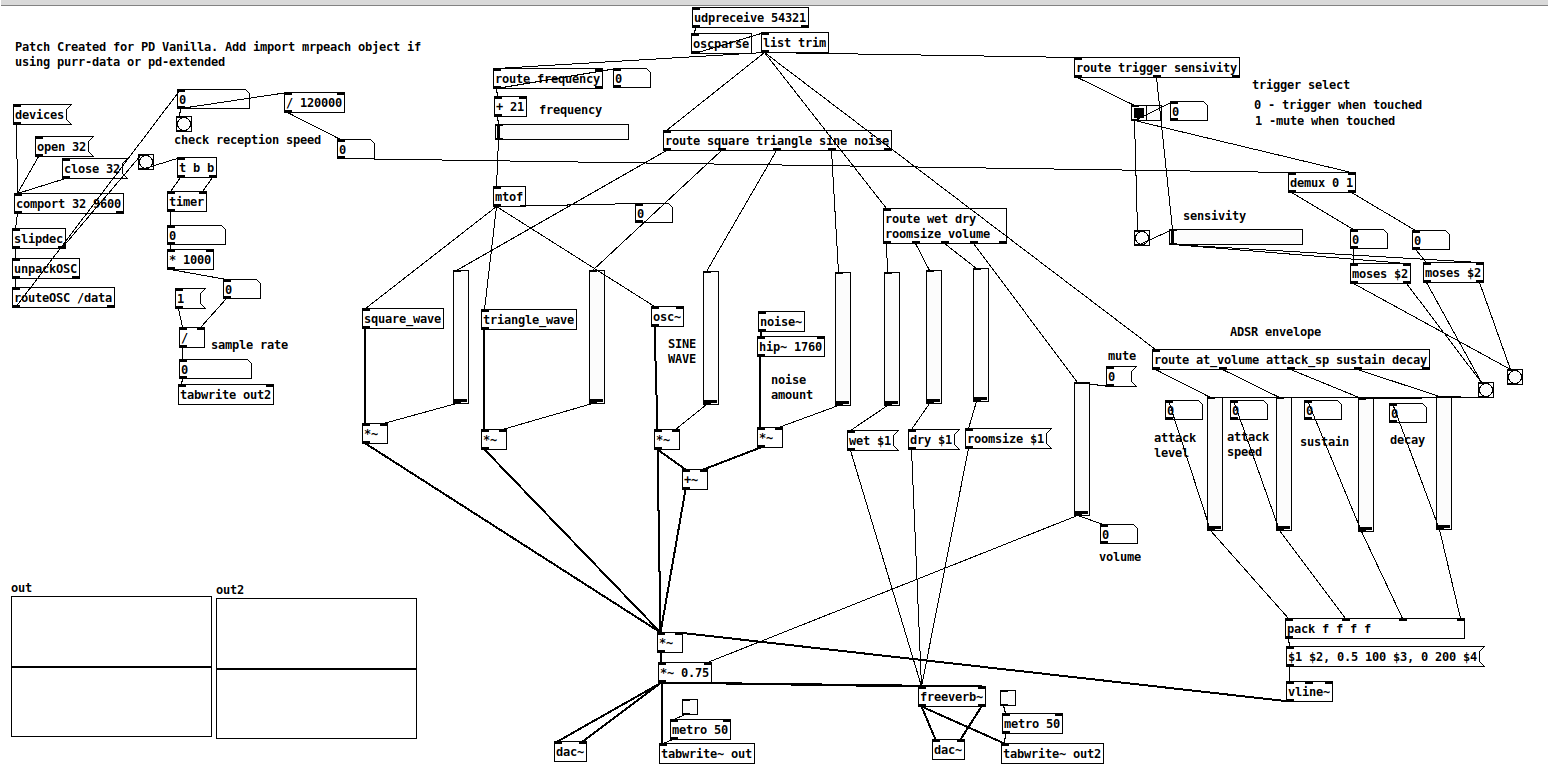 udpreceive 54321
oscparse
list trim
Patch Created for PD Vanilla. Add import mrpeach object if
using purr-data or pd-extended
route frequency
0
route trigger sensivity
trigger select
0 - trigger when touched
1 -mute when touched
0
0
/ 120000
+ 21
frequency
devices
open 32
close 32
check reception speed
0
t b b
route square triangle sine noise
demux 0 1
comport 32 9600
timer
mtof
0
route wet dry
roomsize volume
sensivity
slipdec
0
0
0
unpackOSC
* 1000
moses $2
moses $2
routeOSC /data
1
0
square_wave
triangle_wave
osc~
noise~
/
sample rate
SINE
WAVE
hip~ 1760
ADSR envelope
0
mute
0
route at_volume attack_sp sustain decay
tabwrite out2
noise
amount
0
0
0
0
*~
*~
*~
*~
wet $1
dry $1
roomsize $1
attack
level
attack
speed
sustain
decay
+~
0
volume
out
out2
*~
pack f f f f
*~ 0.75
$1 $2, 0.5 100 $3, 0 200 $4
freeverb~
vline~
metro 50
metro 50
dac~
tabwrite~ out
dac~
tabwrite~ out2